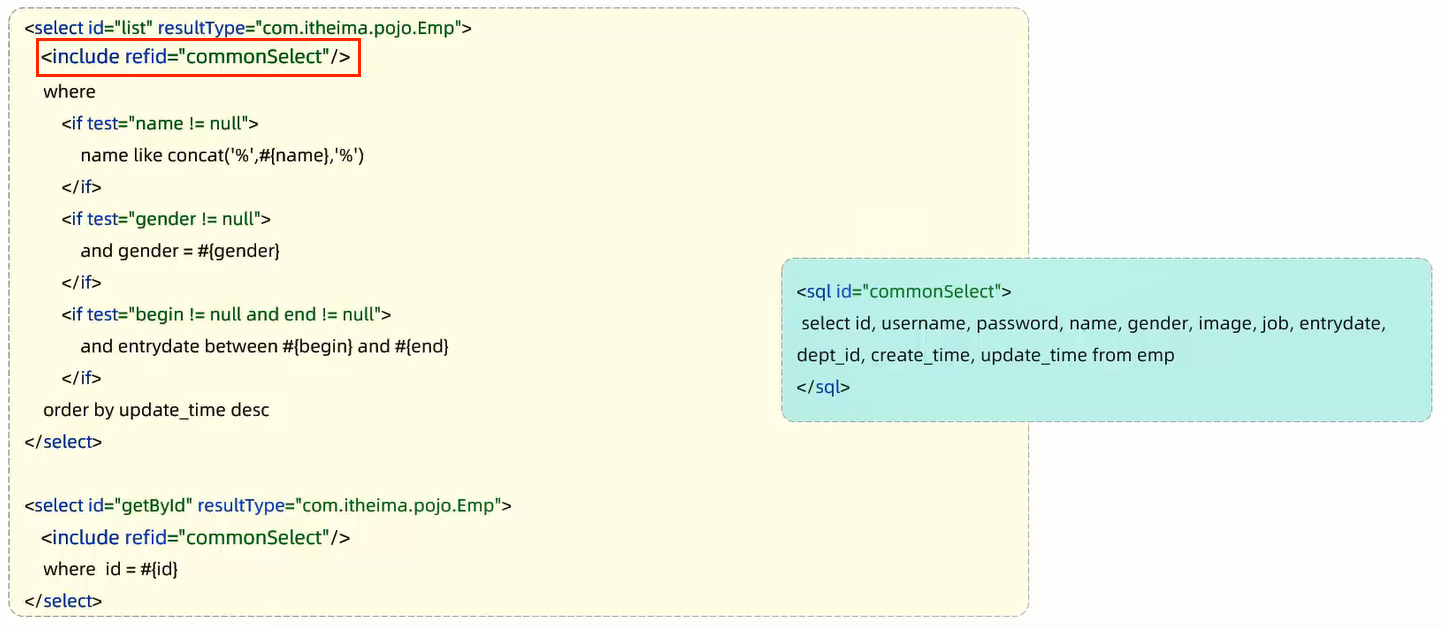 <select id="list" resultType="com.itheima.pojo.Emp">
<include refid="commonSelect"/>
where
<if test="name != null">
name like concat('%',#{name},'%')
</if>
<if test="gender != null">
and gender = #{gender}
</if>
<if test="begin != null and end != null">
and entrydate between #{begin} and #{end}
</if>
order by update_time desc
</select>
<select id="getById" resultType="com.itheima.pojo.Emp">
<include refid="commonSelect"/>
where  id = #{id}
</select>
<sql id="commonSelect">
select id, username, password, name, gender, image, job, entrydate,
dept_id, create_time, update_time from emp
</sql>